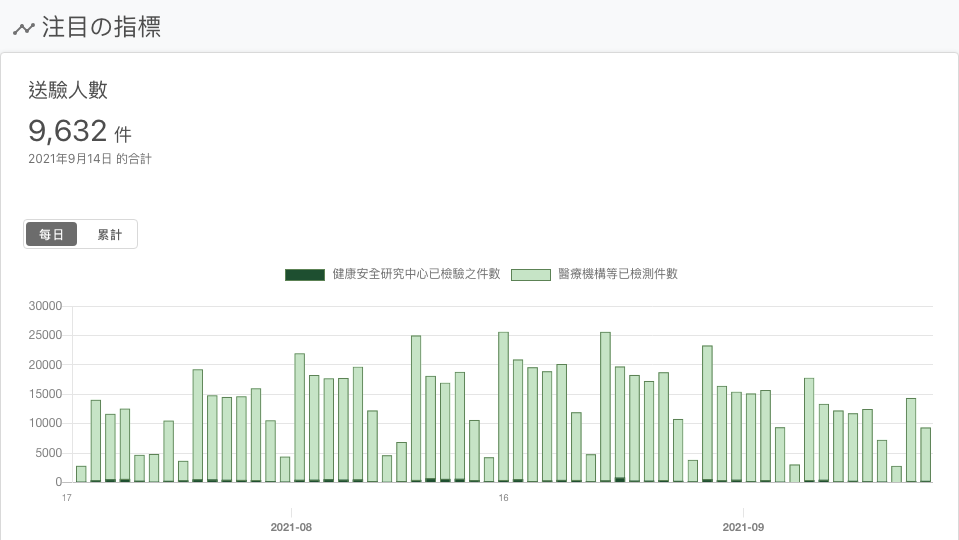 注目の指標
送驗人數
9,632 件
2021年9月14日 的合計
每日 累計
健康安全研究中心已檢驗之件數 醫療機構等已檢測件數
30000
25000
20000
15000
10000
5000
0
17 16
2021-08 2021-09